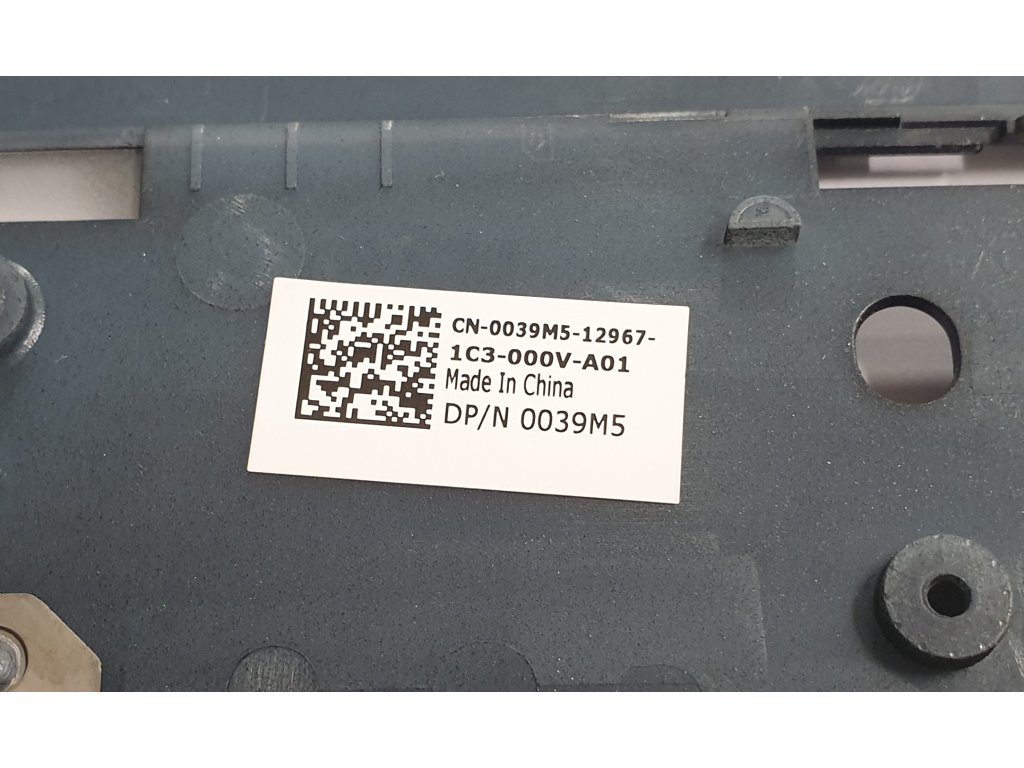 CN-0039M5-12967-
1C3-000V-A01
Made In China
DP/N 0039M5